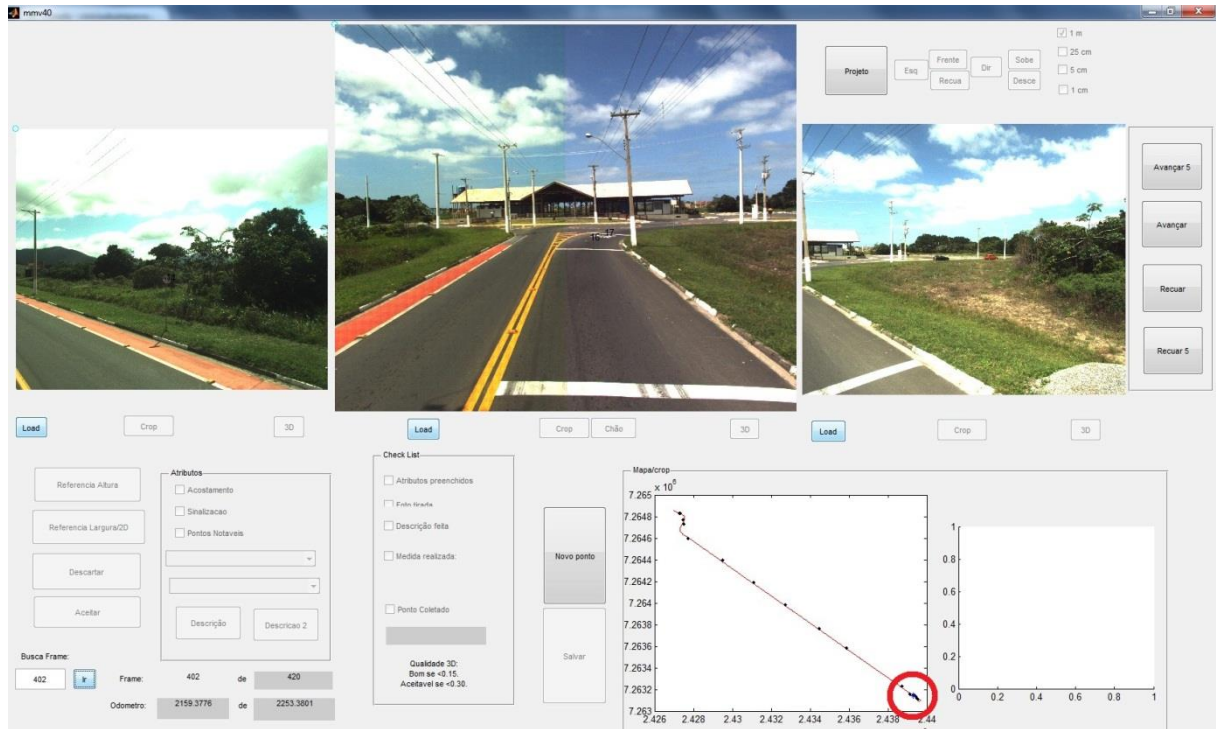 mmv40
Projeto
Esq
Frente
Recua
Dir
Sobe
Desce
1 m
25 cm
5 cm
1 cm
16 17
Avançar 5
Avançar
Recuar
Recuar 5
Load
Crop
3D
Load
Crop
Chão
3D
Load
Crop
3D
Referencia Altura
Referencia Largura/2D
Descartar
Aceitar
Atributos
Acostamento
Sinalizacao
Pontos Notaveis
Descrição
Descricao 2
Busca Frame:
402
Ir
Frame:
402
de
420
Odometro:
2159.3776
de
2253.3801
Check List
Atributos preenchidos
Foto tirada
Descrição feita
Medida realizada:
Ponto Coletado
Qualidade 3D:
Bom se <0.15.
Aceitavel se <0.30.
Novo ponto
Salvar
Mapa/crop
x 10⁶
7.265
7.2648
7.2646
7.2644
7.2642
7.264
7.2638
7.2636
7.2634
7.2632
7.263
2.426
2.428
2.43
2.432
2.434
2.436
2.438
2.44
1
0.8
0.6
0.4
0.2
0
0
0.2
0.4
0.6
0.8
1